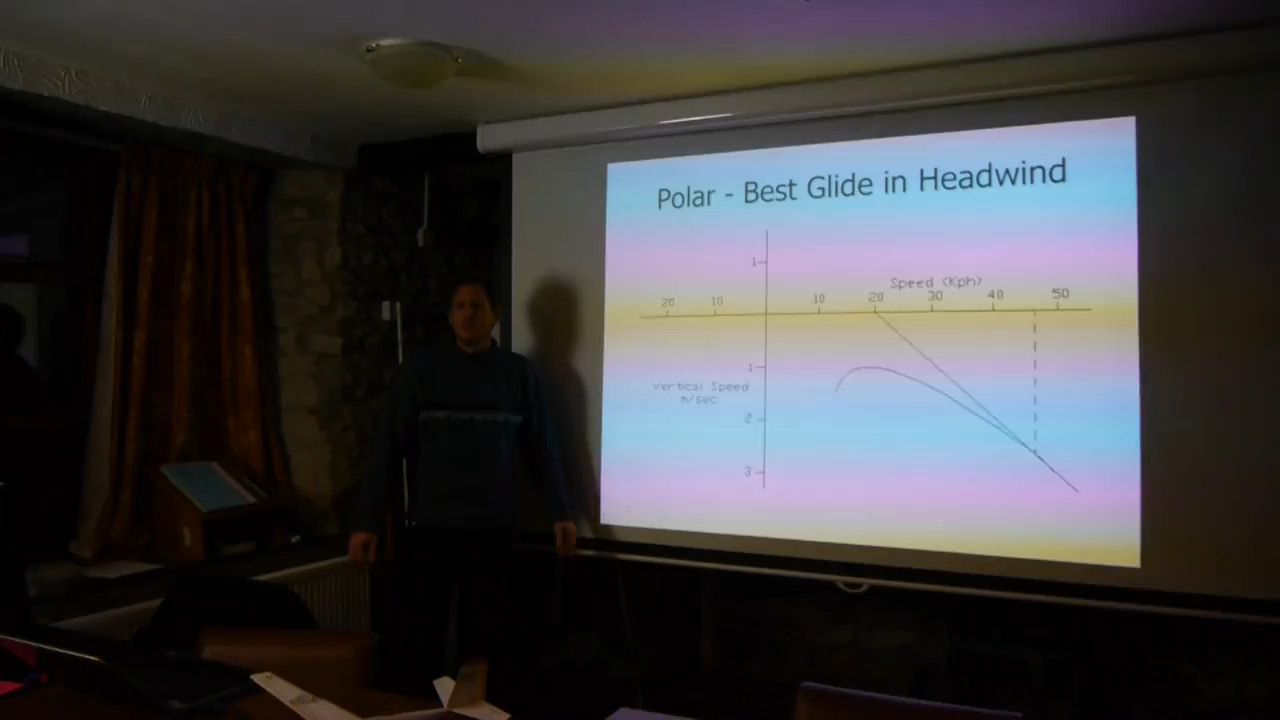 Polar - Best Glide in Headwind
1
Speed (Kph)
20 10 10 20 30 40 50
1
Vertical Speed
m/sec
2
3